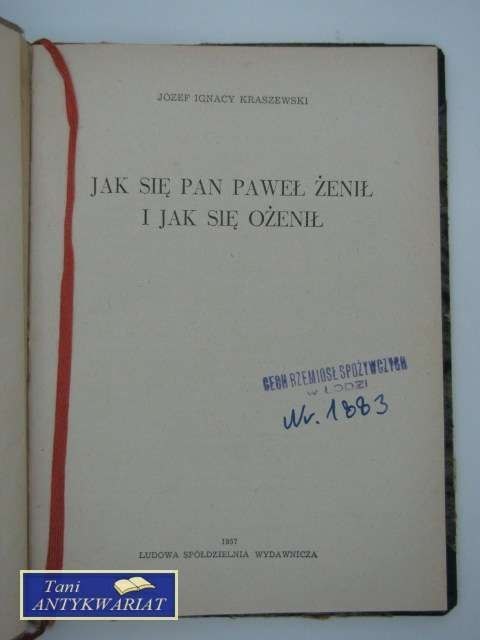 JÓZEF IGNACY KRASZEWSKI
JAK SIĘ PAN PAWEŁ ŻENIŁ
I JAK SIĘ OŻENIŁ
CECH RZEMIOSŁ SPOŻYWCZYCH
w ŁODZI
Nr. 1883
1957
LUDOWA SPÓŁDZIELNIA WYDAWNICZA
Tani
ANTYKWARIAT